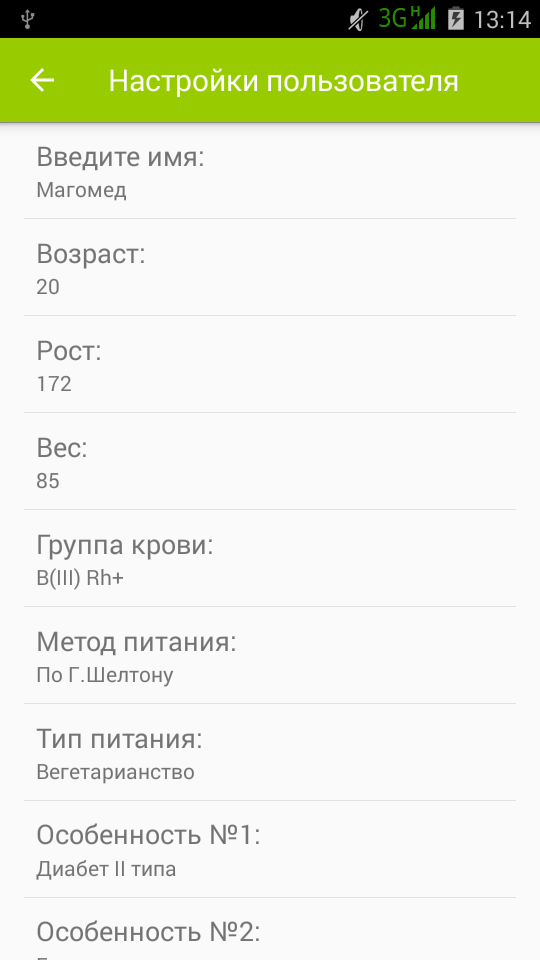 3G H 13:14
Настройки пользователя
Введите имя:
Магомед
Возраст:
20
Рост:
172
Вес:
85
Группа крови:
B(III) Rh+
Метод питания:
По Г.Шелтону
Тип питания:
Вегетарианство
Особенность №1:
Диабет II типа
Особенность №2: